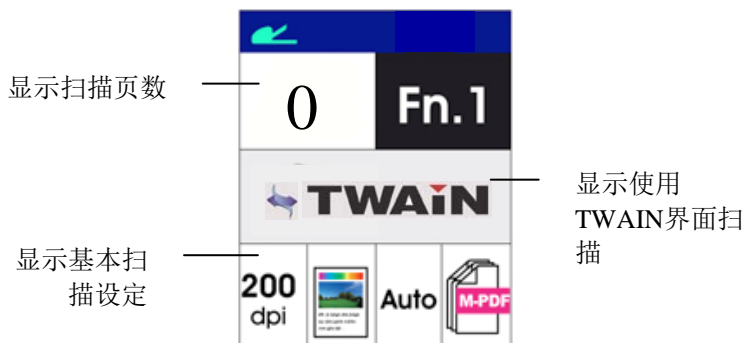 显示扫描页数
0
Fn.1
TWAIN
显示使用
TWAIN界面扫
描
显示基本扫
描设定
200
dpi
Auto
M-PDF